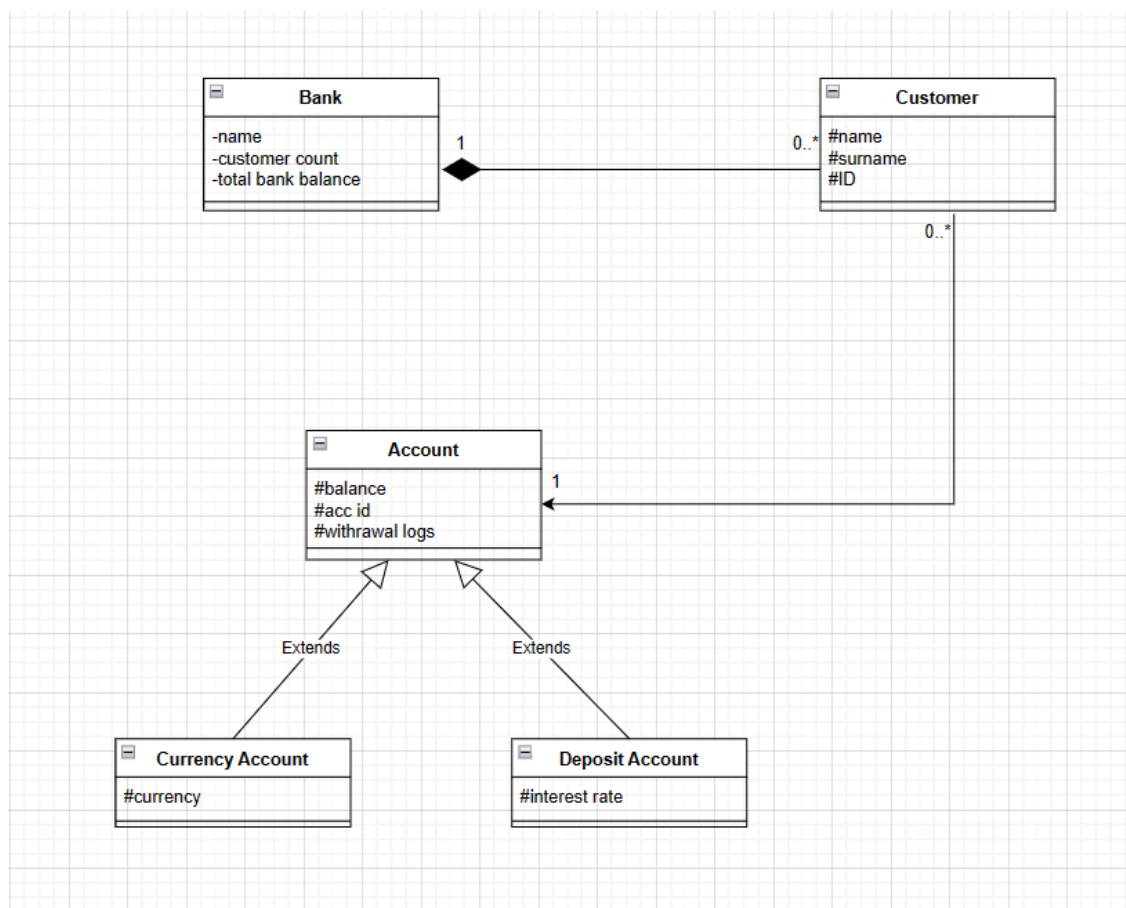 Bank
-name
-customer count
-total bank balance
1
0..*
Customer
#name
#surname
#ID
0..*
Account
#balance
#acc id
#withrawal logs
1
Extends
Extends
Currency Account
#currency
Deposit Account
#interest rate